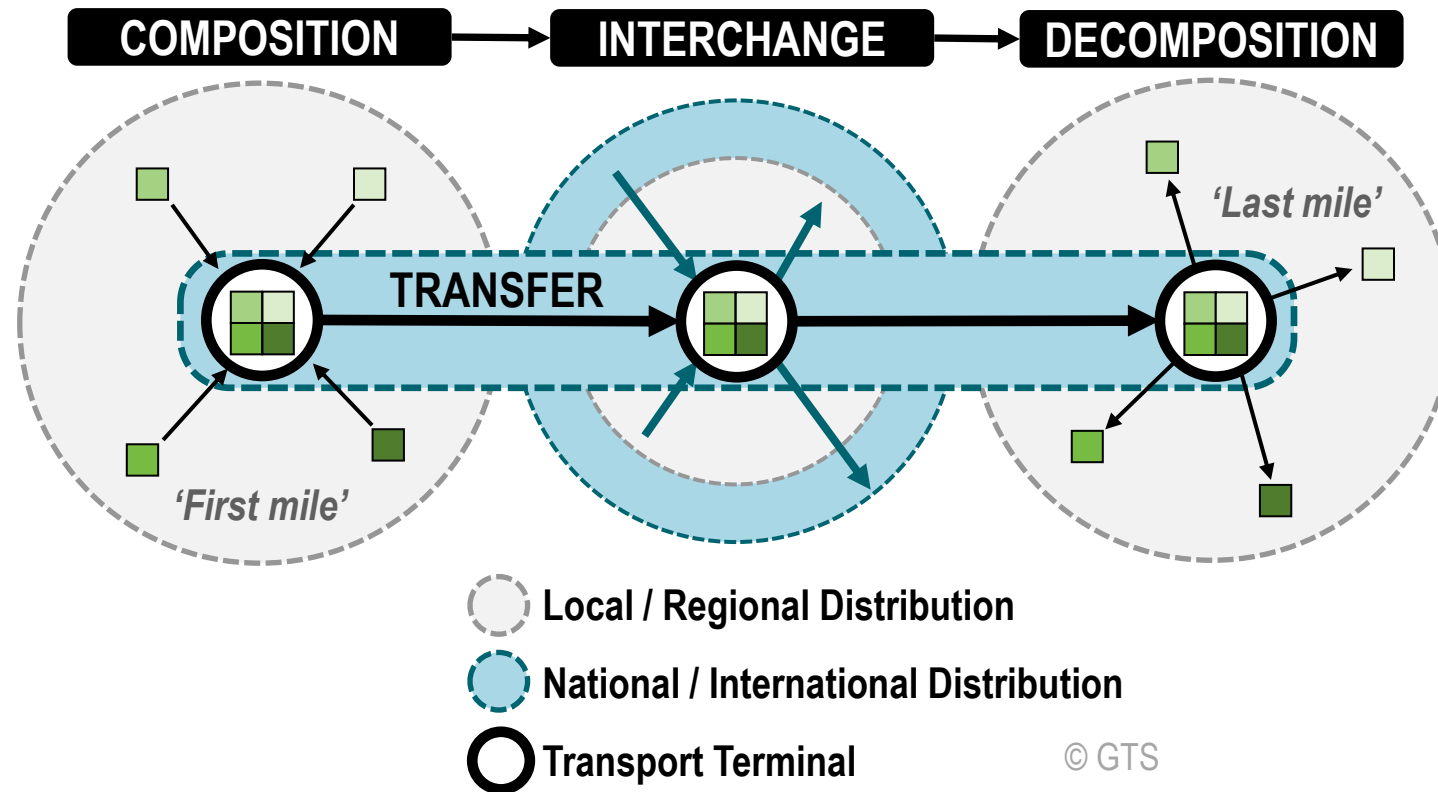 COMPOSITION
INTERCHANGE
DECOMPOSITION
‘Last mile’
TRANSFER
‘First mile’
Local / Regional Distribution
National / International Distribution
Transport Terminal
© GTS